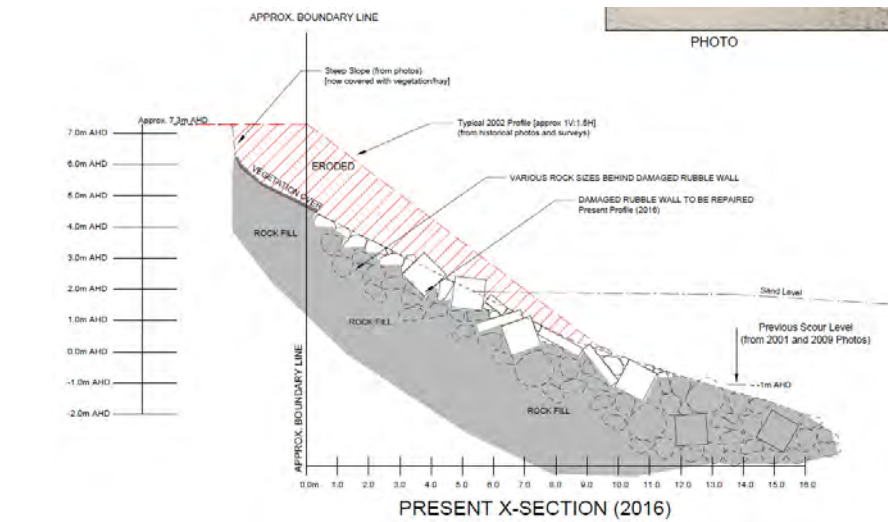 APPROX. BOUNDARY LINE
PHOTO
Steep Slope (from photos)
[now covered with vegetation/hay]
Approx. 7.3m AHD
Typical 2002 Profile [approx 1V:1.6H]
(from historical photos and surveys)
7.0m AHD
6.0m AHD
5.0m AHD
4.0m AHD
3.0m AHD
2.0m AHD
1.0m AHD
0.0m AHD
-1.0m AHD
-2.0m AHD
ERODED
VEGETATION OVER
VARIOUS ROCK SIZES BEHIND DAMAGED RUBBLE WALL
DAMAGED RUBBLE WALL TO BE REPAIRED
Present Profile (2016)
ROCK FILL
Sand Level
ROCK FILL
Previous Scour Level
(from 2001 and 2009 Photos)
-1m AHD
ROCK FILL
APPROX. BOUNDARY LINE
0.0m 1.0 2.0 3.0 4.0 5.0 6.0 7.0 8.0 9.0 10.0 11.0 12.0 13.0 14.0 15.0 16.0
PRESENT X-SECTION (2016)